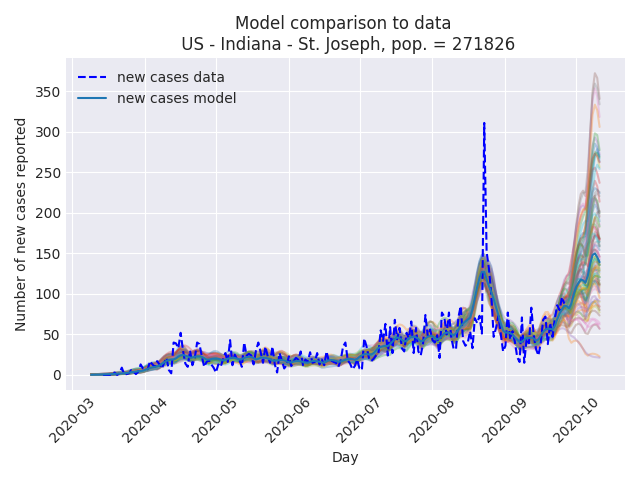 Model comparison to data
US - Indiana - St. Joseph, pop. = 271826
new cases data
new cases model
Number of new cases reported
350
300
250
200
150
100
50
0
2020-03
2020-04
2020-05
2020-06
2020-07
2020-08
2020-09
2020-10
Day